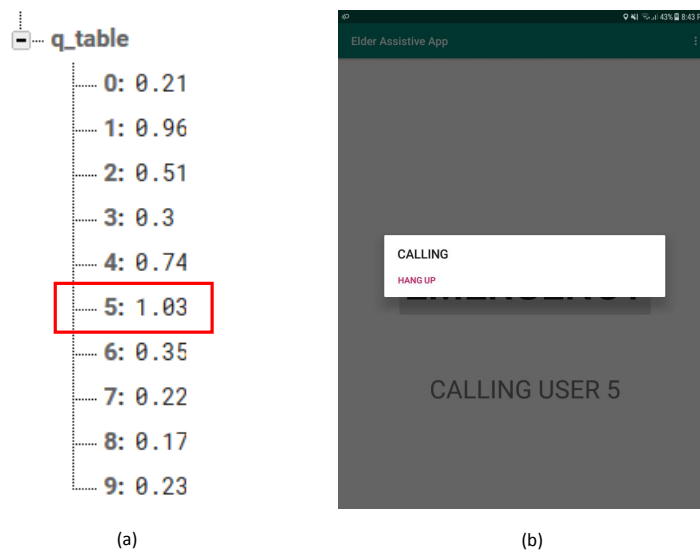 q_table
0: 0.21
1: 0.96
2: 0.51
3: 0.3
4: 0.74
5: 1.03
6: 0.35
7: 0.22
8: 0.17
9: 0.23
(a)
43% 8:43 P
Elder Assistive App
CALLING
HANG UP
CALLING USER 5
(b)